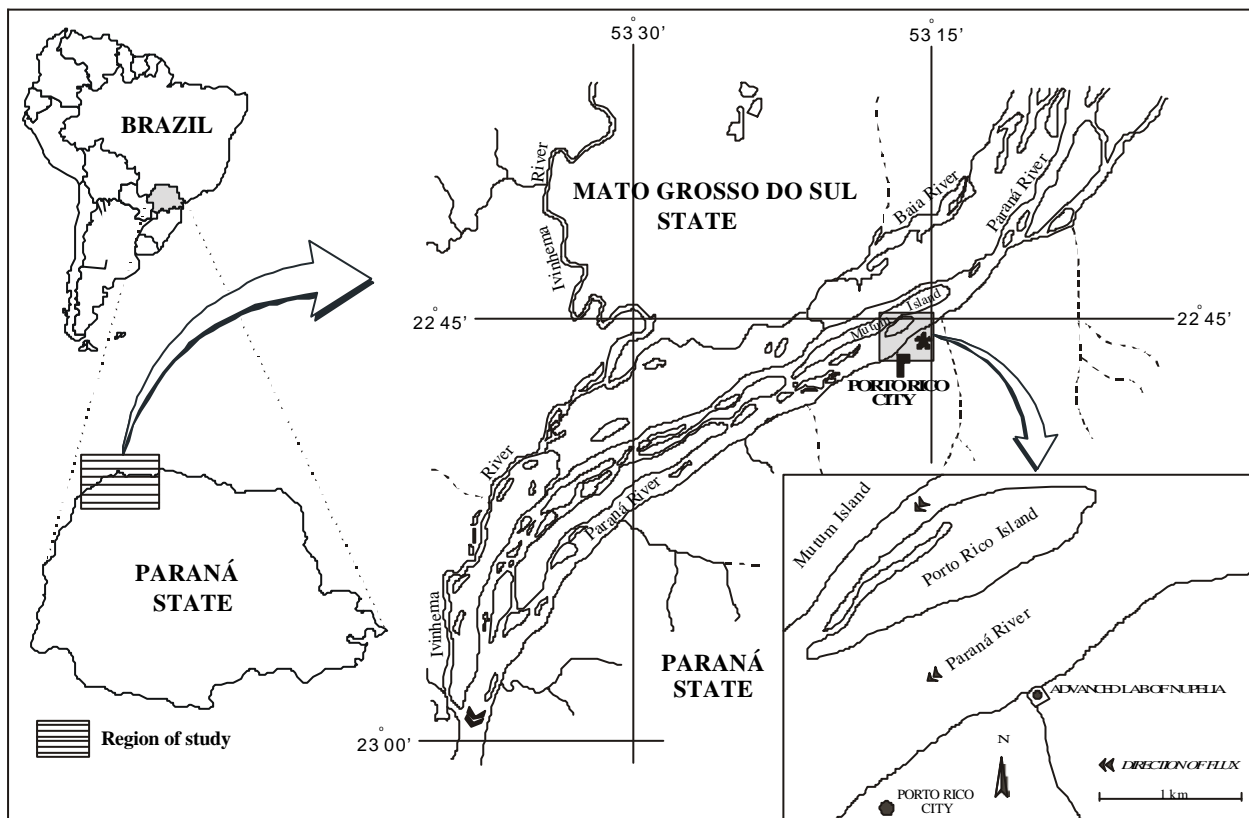 BRAZIL
PARANÁ
STATE
Region of study
53°30'
53°15'
22°45'
22°45'
23°00'
MATO GROSSO DO SUL
STATE
Ivinhema River
Baia River
Paraná River
Mutum Island
PORTO RICO
CITY
River
Paraná River
Ivinhema
PARANÁ
STATE
Mutum Island
Porto Rico Island
Paraná River
ADVANCED LAB OF NUPELIA
N
DIRECTION OF FLUX
1 km
PORTO RICO
CITY